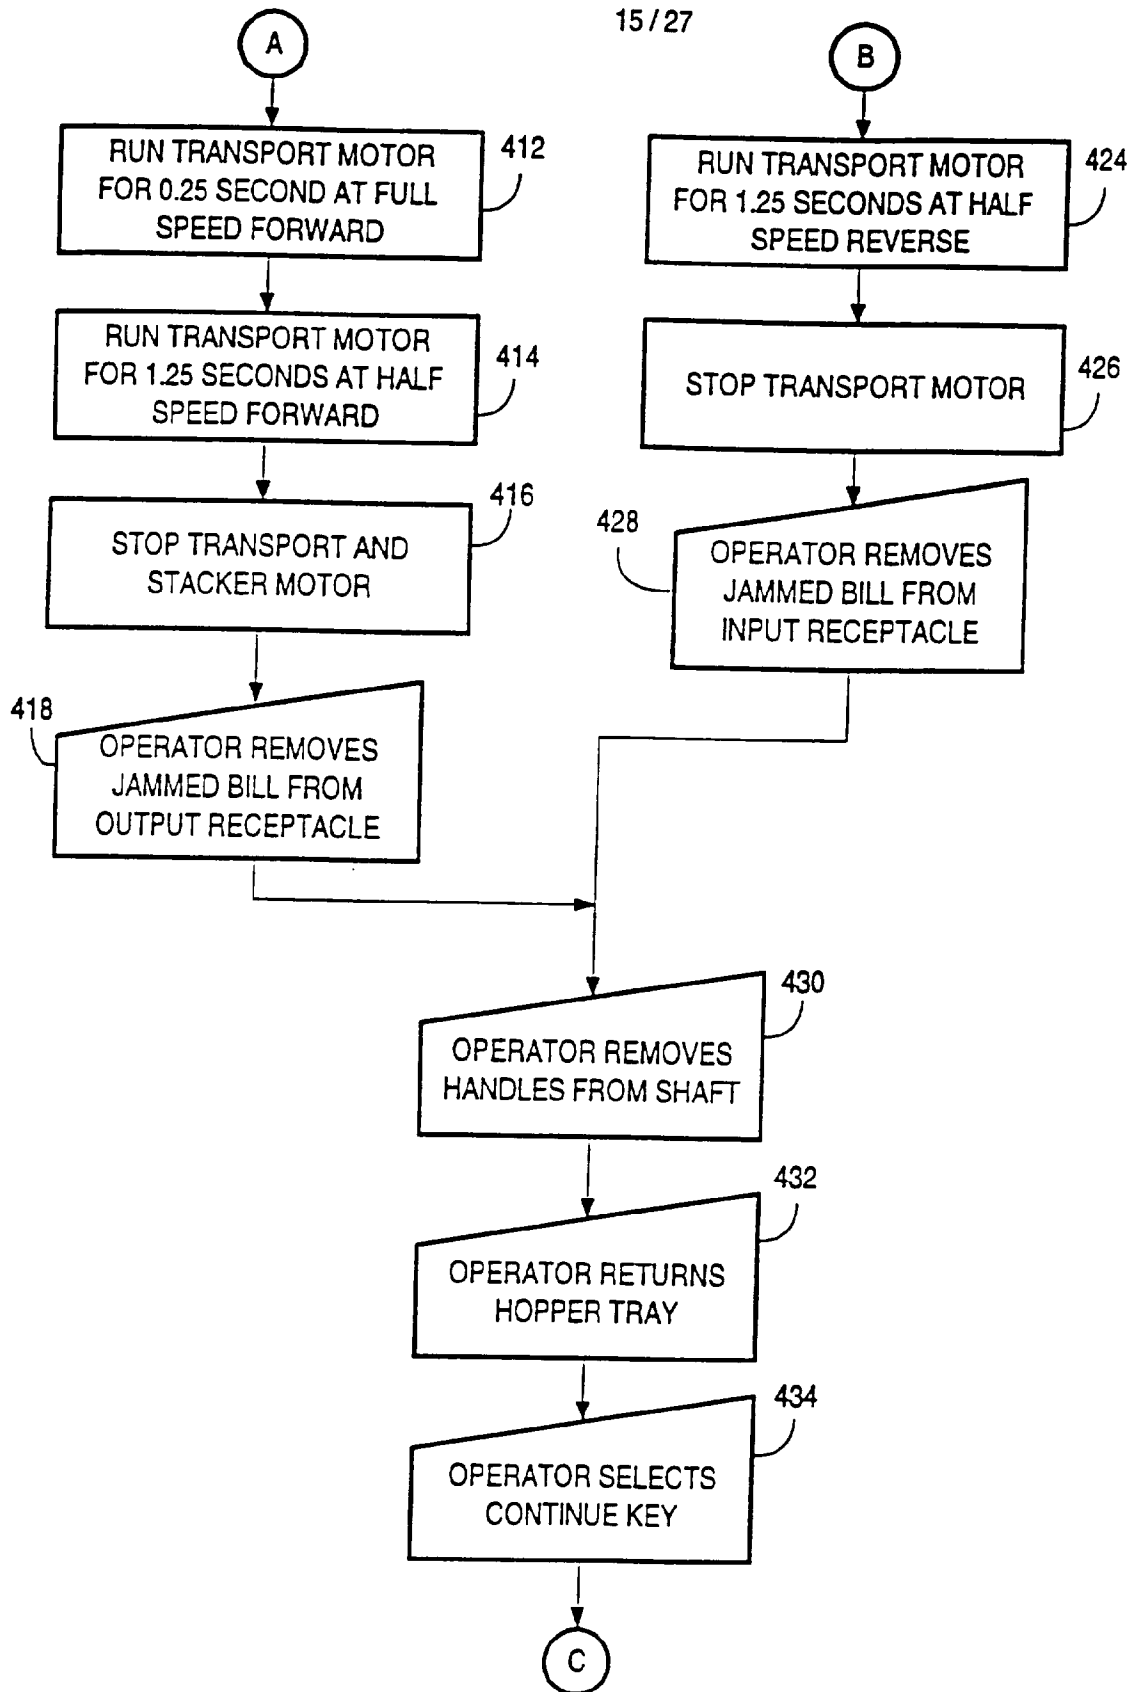 15/27
A
RUN TRANSPORT MOTOR
FOR 0.25 SECOND AT FULL
SPEED FORWARD
412
RUN TRANSPORT MOTOR
FOR 1.25 SECONDS AT HALF
SPEED FORWARD
414
STOP TRANSPORT AND
STACKER MOTOR
416
418
OPERATOR REMOVES
JAMMED BILL FROM
OUTPUT RECEPTACLE
B
RUN TRANSPORT MOTOR
FOR 1.25 SECONDS AT HALF
SPEED REVERSE
424
STOP TRANSPORT MOTOR
426
428
OPERATOR REMOVES
JAMMED BILL FROM
INPUT RECEPTACLE
430
OPERATOR REMOVES
HANDLES FROM SHAFT
432
OPERATOR RETURNS
HOPPER TRAY
434
OPERATOR SELECTS
CONTINUE KEY
C